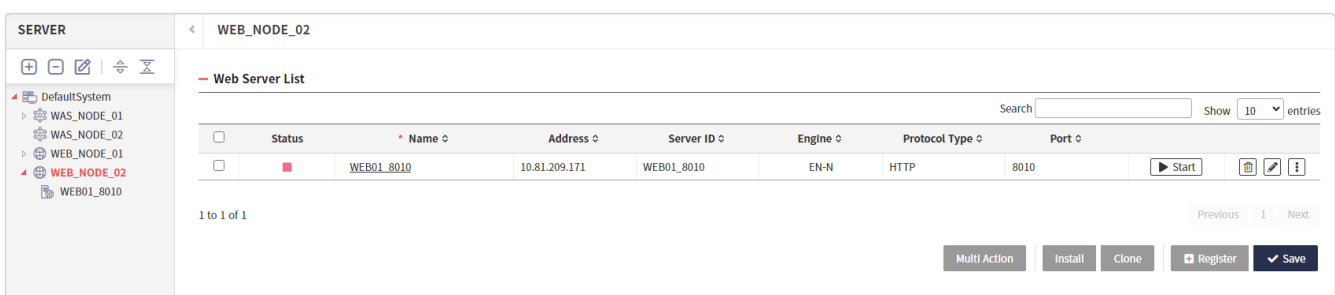 SERVER
WEB_NODE_02
DefaultSystem
WAS_NODE_01
WAS_NODE_02
WEB_NODE_01
WEB_NODE_02
WEB01_8010
Web Server List
Search Show 10 entries
Status * Name Address Server ID Engine Protocol Type Port
WEB01_8010 10.81.209.171 WEB01_8010 EN-N HTTP 8010 Start
1 to 1 of 1
Previous 1 Next
Multi Action Install Clone Register Save